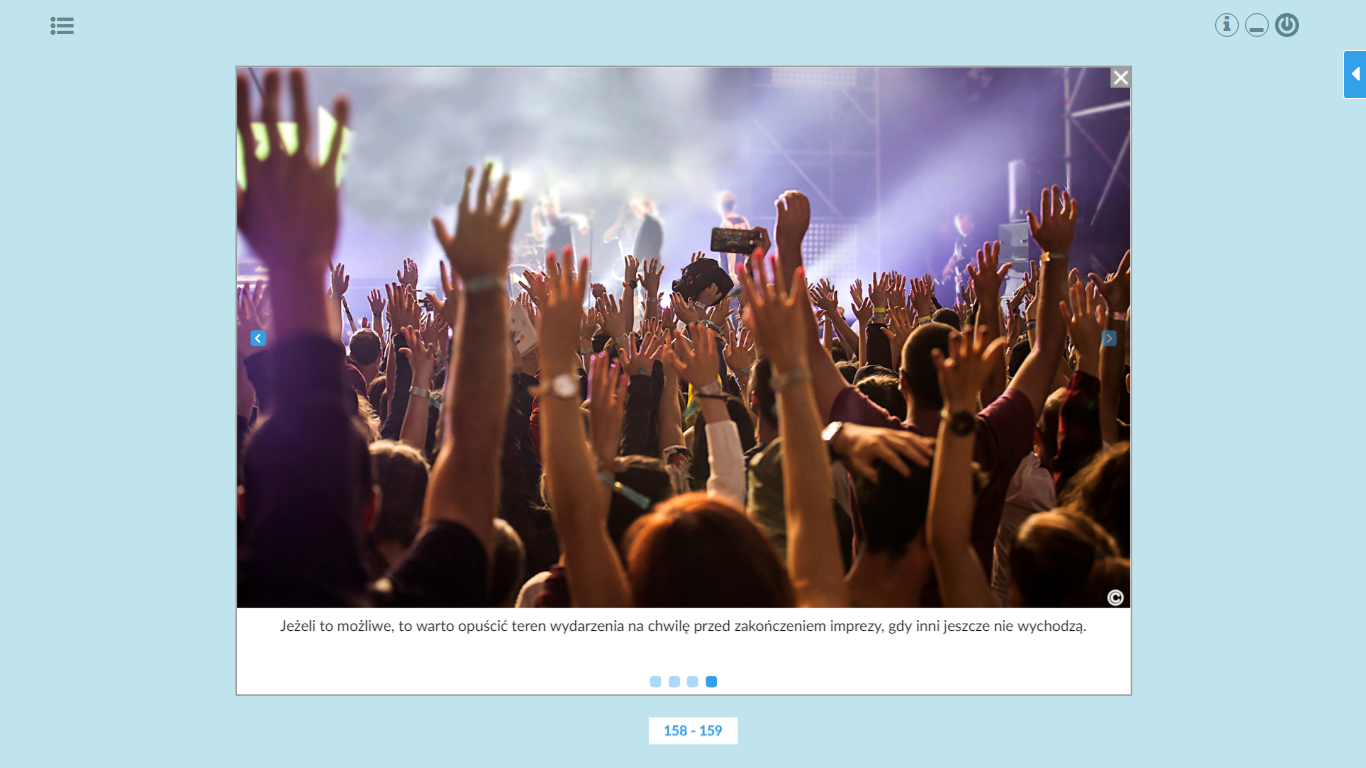 Jeżeli to możliwe, to warto opuścić teren wydarzenia na chwilę przed zakończeniem imprezy, gdy inni jeszcze nie wychodzą.
158 - 159